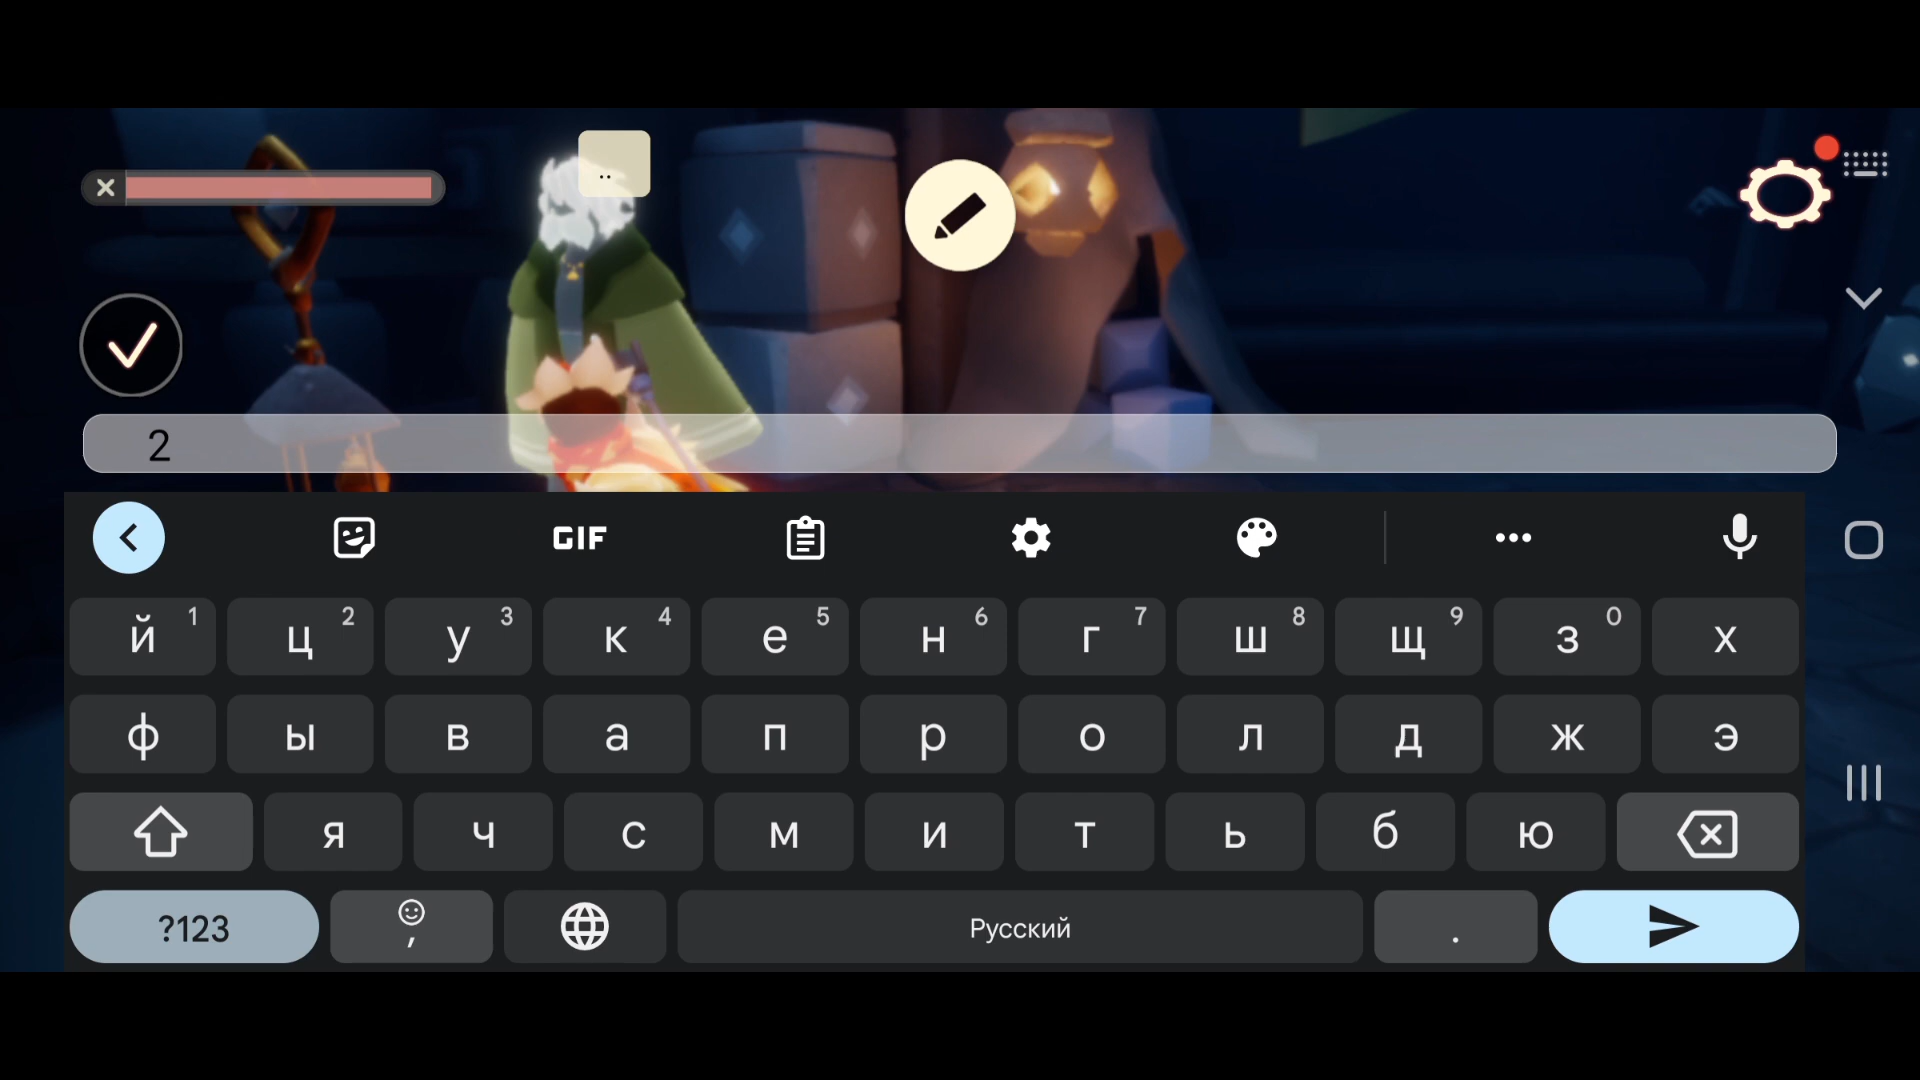 ..
2
GIF
й 1 ц 2 у 3 к 4 е 5 н 6 г 7 ш 8 щ 9 з 0 х
ф ы в а п р о л д ж э
я ч с м и т ь б ю
?123 , Русский .